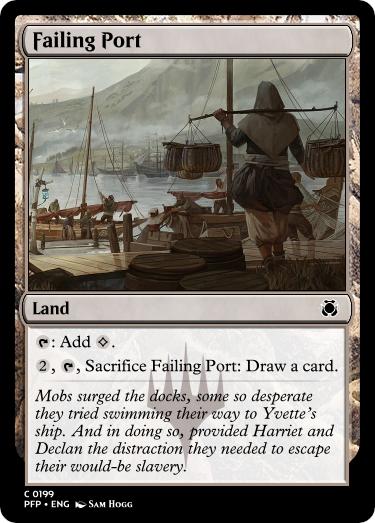 Failing Port
Land
: Add .
2, , Sacrifice Failing Port: Draw a card.
Mobs surged the docks, some so desperate
they tried swimming their way to Yvette's
ship. And in doing so, provided Harriet and
Declan the distraction they needed to escape
their would-be slavery.
C 0199
PFP • ENG Sam Hogg